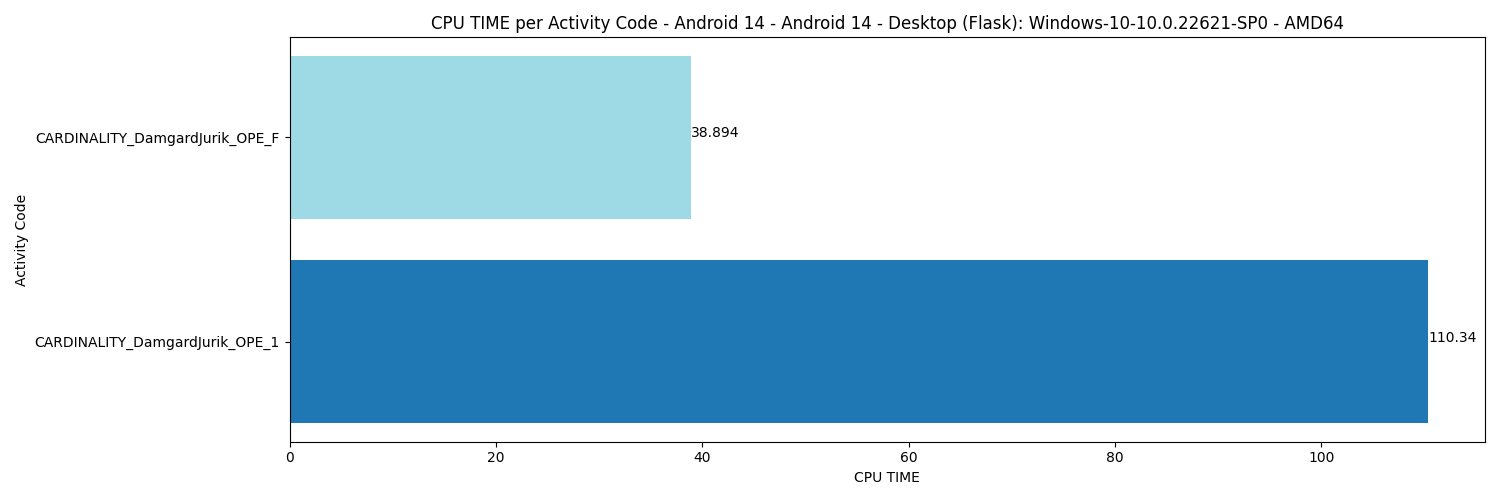 CPU TIME per Activity Code - Android 14 - Android 14 - Desktop (Flask): Windows-10-10.0.22621-SP0 - AMD64
Activity Code
CARDINALITY_DamgardJurik_OPE_F
38.894
CARDINALITY_DamgardJurik_OPE_1
110.34
0 20 40 60 80 100
CPU TIME